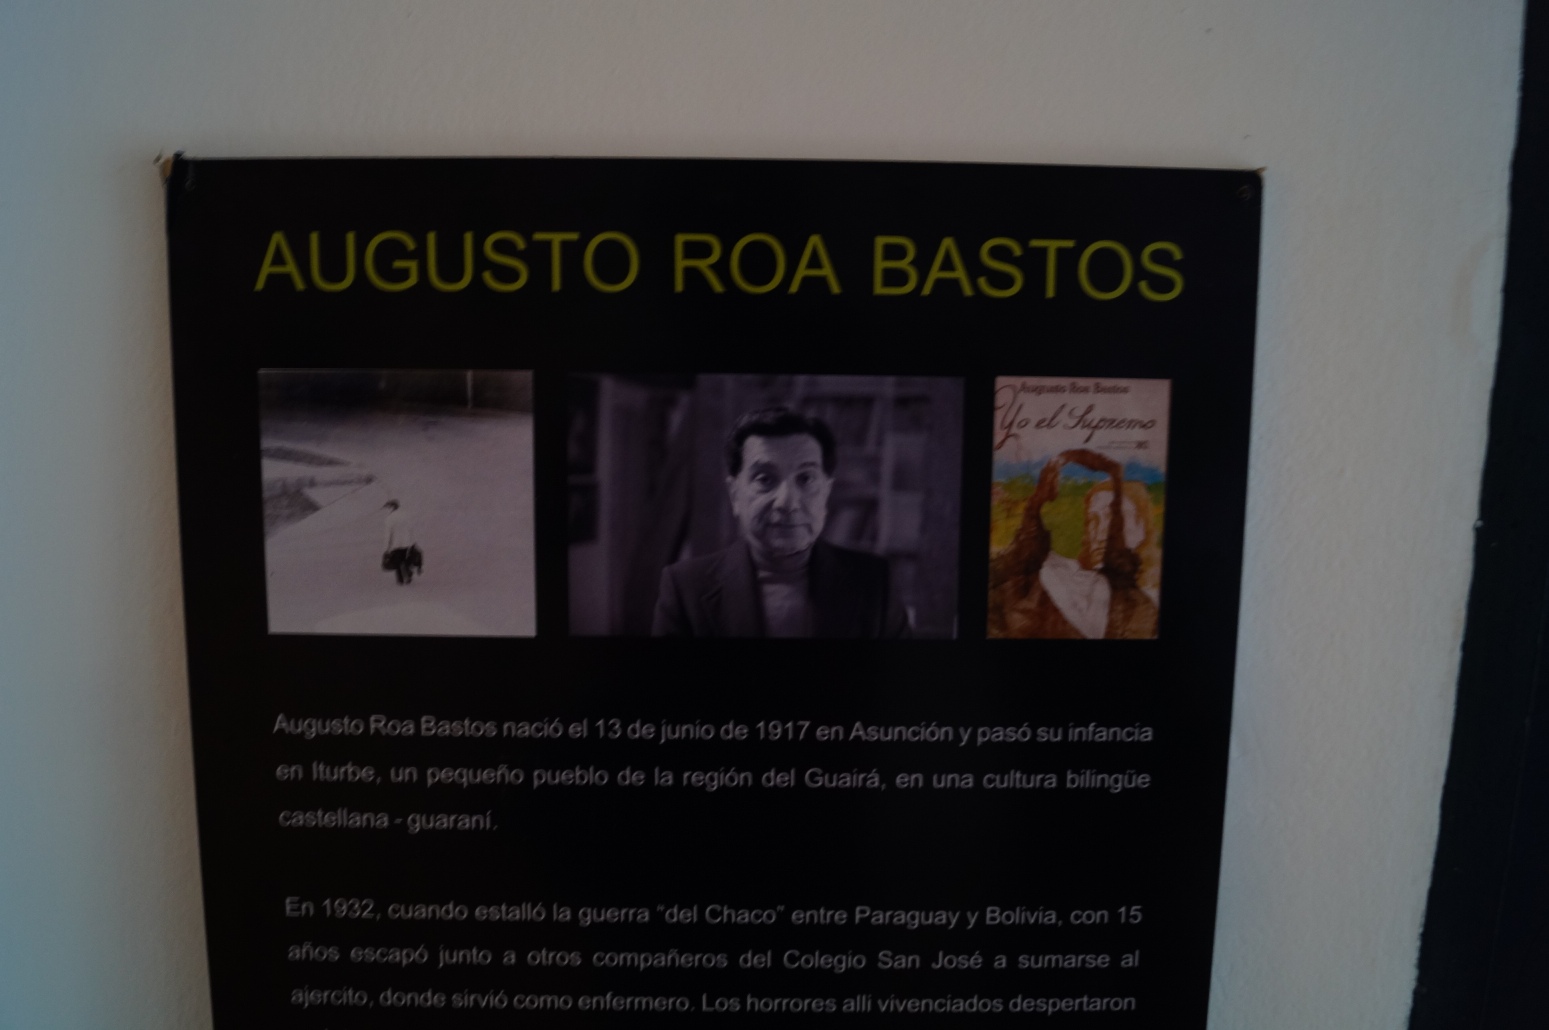 AUGUSTO ROA BASTOS
Augusto Roa Bastos
Yo el Supremo
Augusto Roa Bastos nació el 13 de junio de 1917 en Asunción y pasó su infancia
en Iturbe, un pequeño pueblo de la región del Guairá, en una cultura bilingüe
castellana - guaraní.
En 1932, cuando estalló la guerra “del Chaco” entre Paraguay y Bolivia, con 15
años escapó junto a otros compañeros del Colegio San José a sumarse al
ajercito, donde sirvió como enfermero. Los horrores alli vivenciados despertaron